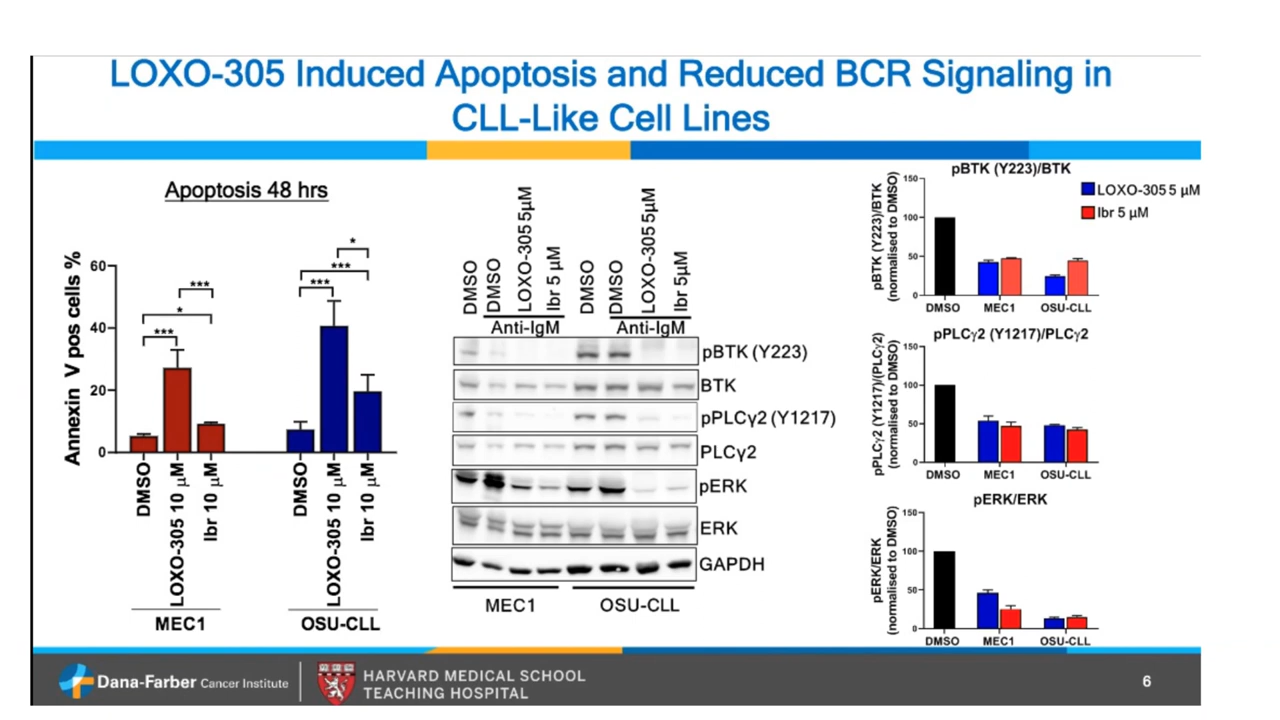 LOXO-305 Induced Apoptosis and Reduced BCR Signaling in
CLL-Like Cell Lines
Apoptosis 48 hrs
Annexin V pos cells %
60
40
20
0
***
*
***
***
***
*
DMSO
LOXO-305 10 µM
Ibr 10 µM
DMSO
LOXO-305 10 µM
Ibr 10 µM
MEC1
OSU-CLL
DMSO
DMSO
LOXO-305 5µM
Ibr 5 µM
DMSO
DMSO
LOXO-305 5µM
Ibr 5µM
Anti-IgM
Anti-IgM
pBTK (Y223)
BTK
pPLCγ2 (Y1217)
PLCγ2
pERK
ERK
GAPDH
MEC1
OSU-CLL
pBTK (Y223)/BTK
pBTK (Y223)/BTK
(normalised to DMSO)
150
100
50
0
DMSO
MEC1
OSU-CLL
LOXO-305 5 µM
Ibr 5 µM
pPLCγ2 (Y1217)/PLCγ2
pPLCγ2 (Y1217)/(PLCγ2)
(normalised to DMSO)
150
100
50
0
DMSO
MEC1
OSU-CLL
pERK/ERK
pERK/ERK
(normalised to DMSO)
150
100
50
0
DMSO
MEC1
OSU-CLL
Dana-Farber Cancer Institute
HARVARD MEDICAL SCHOOL
TEACHING HOSPITAL
6